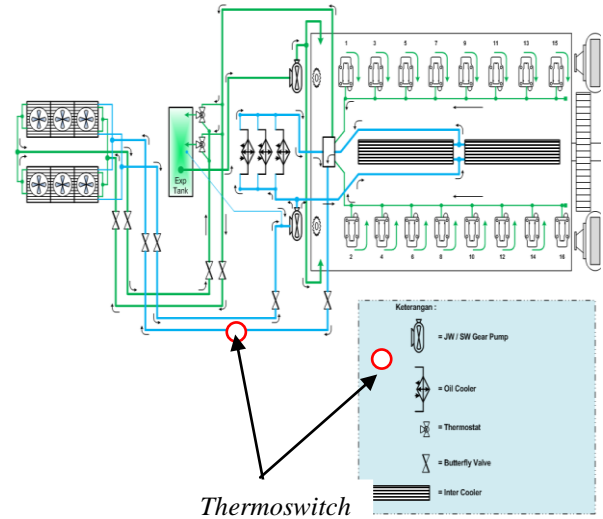 1 3 5 7 9 11 13 15
Exp
Tank
2 4 6 8 10 12 14 16
Keterangan :
= JW / SW Gear Pump
= Oil Cooler
= Thermostat
= Butterfly Valve
= Inter Cooler
Thermoswitch